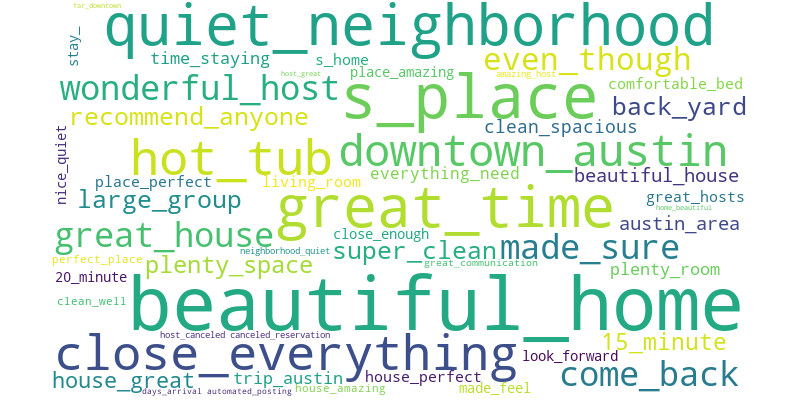 far_downtown
quiet_neighborhood
stay_
time_staying
s_home
even_though
host_great
place_amazing
amazing_host
wonderful_host
s_place
comfortable_bed
back_yard
recommend_anyone
clean_spacious
nice_quiet
hot_tub
downtown_austin
everything_need
beautiful_house
place_perfect
living_room
large_group
great_time
great_hosts
home_beautiful
austin_area
great_house
close_enough
made_sure
neighborhood_quiet
super_clean
perfect_place
plenty_space
great_communication
plenty_room
20_minute
beautiful_home
clean_well
host_canceled canceled_reservation
close_everything
15_minute
look_forward
house_great
trip_austin
house_perfect
come_back
days_arrival automated_posting
house_amazing
made_feel